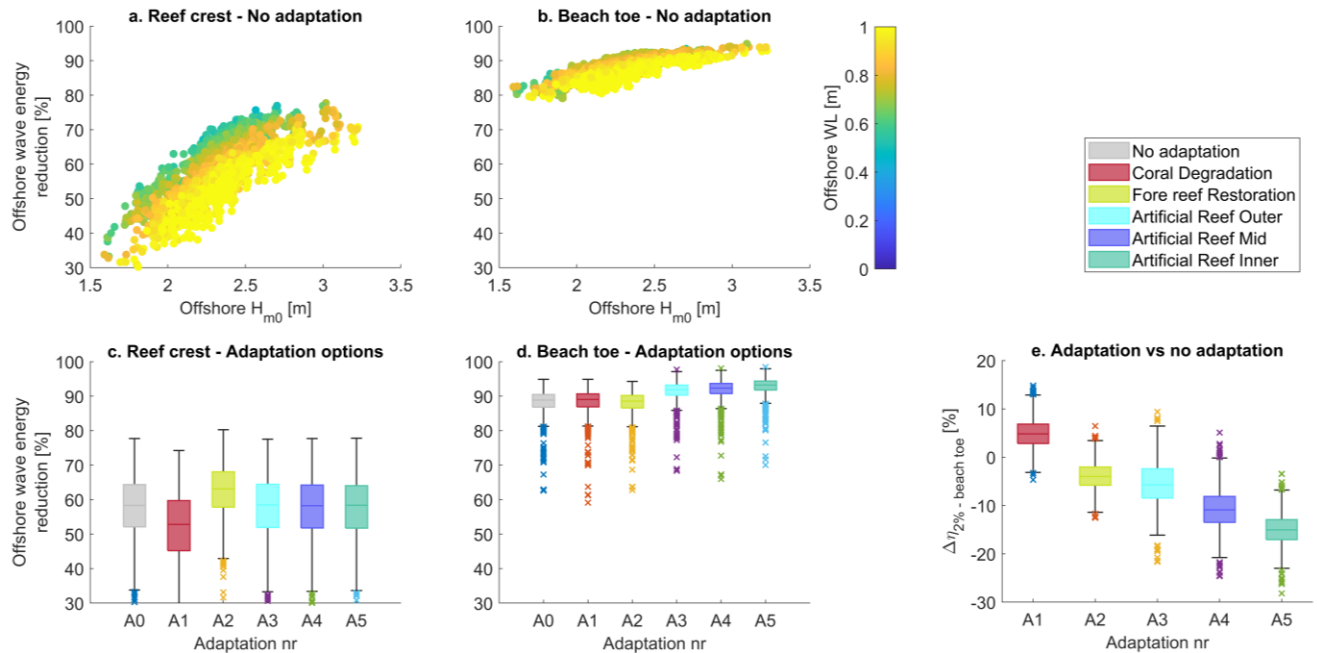 a. Reef crest - No adaptation
Offshore wave energy
reduction [%]
100
90
80
70
60
50
40
30
1.5
2
2.5
3
3.5
Offshore H_m0 [m]
b. Beach toe - No adaptation
100
90
80
70
60
50
40
30
1.5
2
2.5
3
3.5
Offshore H_m0 [m]
Offshore WL [m]
1
0.8
0.6
0.4
0.2
0
No adaptation
Coral Degradation
Fore reef Restoration
Artificial Reef Outer
Artificial Reef Mid
Artificial Reef Inner
c. Reef crest - Adaptation options
Offshore wave energy
reduction [%]
100
90
80
70
60
50
40
30
A0 A1 A2 A3 A4 A5
Adaptation nr
d. Beach toe - Adaptation options
100
90
80
70
60
50
40
30
A0 A1 A2 A3 A4 A5
Adaptation nr
e. Adaptation vs no adaptation
Δη_2% - beach toe [%]
20
10
0
-10
-20
-30
A1 A2 A3 A4 A5
Adaptation nr